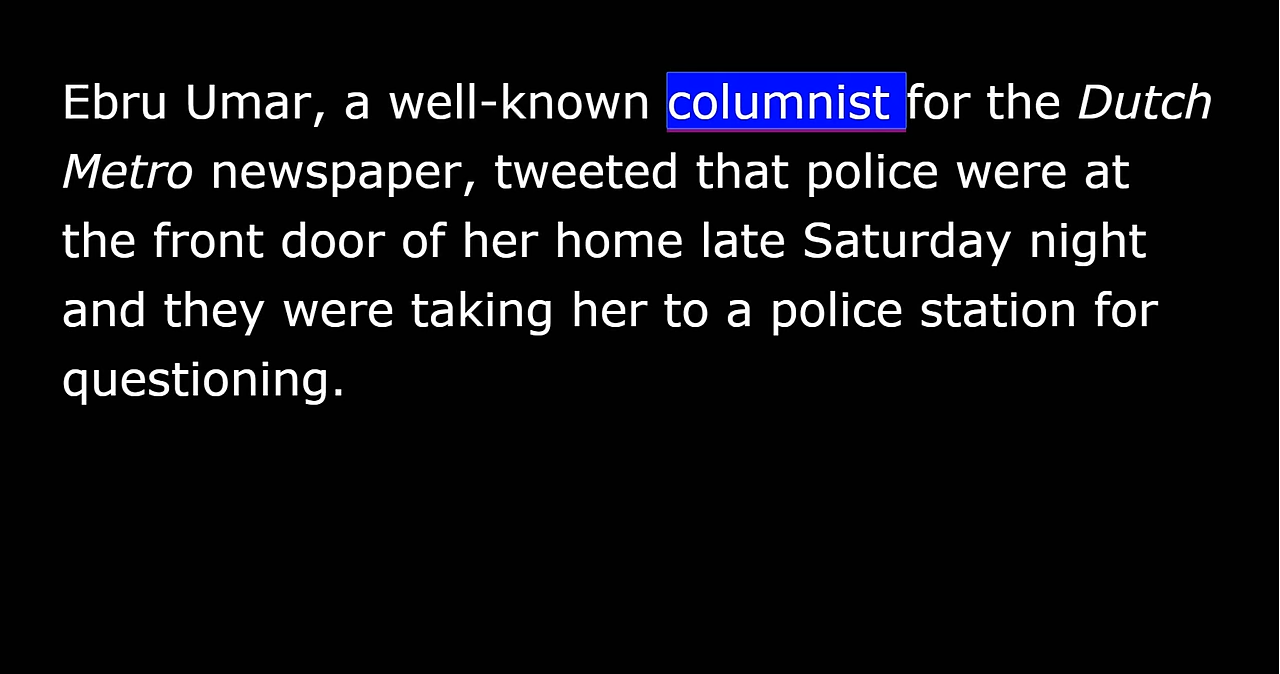 Ebru Umar, a well-known columnist for the Dutch
Metro newspaper, tweeted that police were at
the front door of her home late Saturday night
and they were taking her to a police station for
questioning.